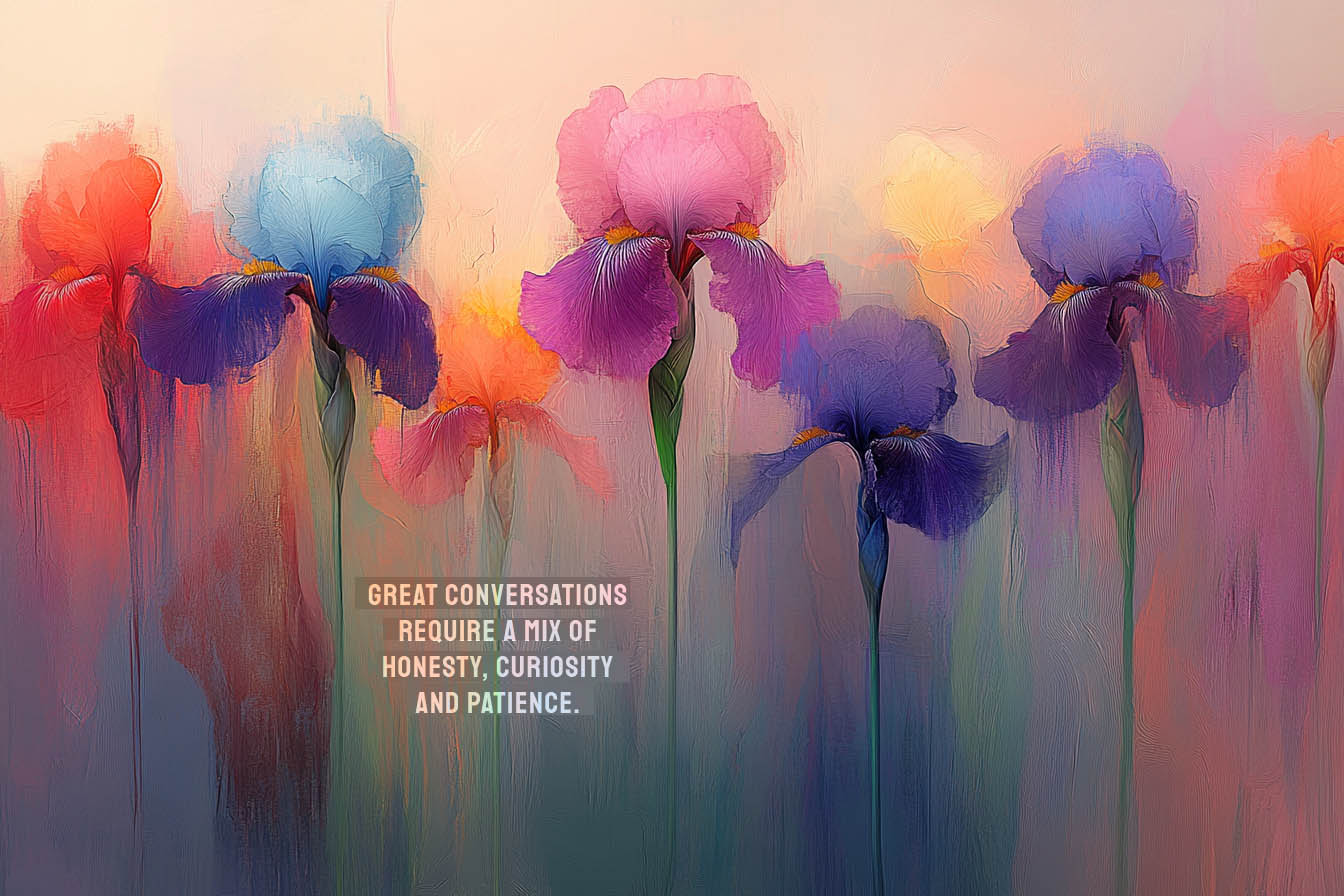 GREAT CONVERSATIONS
REQUIRE A MIX OF
HONESTY, CURIOSITY
AND PATIENCE.